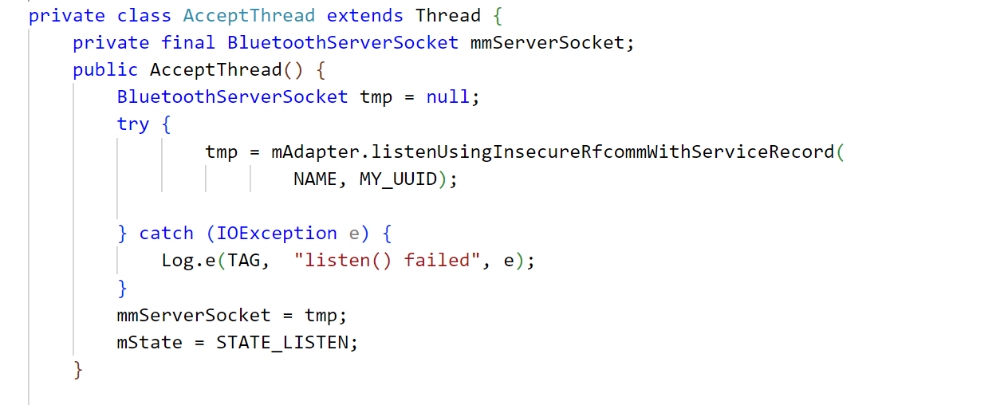 private class AcceptThread extends Thread {
    private final BluetoothServerSocket mmServerSocket;
    public AcceptThread() {
        BluetoothServerSocket tmp = null;
        try {
                tmp = mAdapter.listenUsingInsecureRfcommWithServiceRecord(
                        NAME, MY_UUID);

        } catch (IOException e) {
            Log.e(TAG,  "listen() failed", e);
        }
        mmServerSocket = tmp;
        mState = STATE_LISTEN;
    }